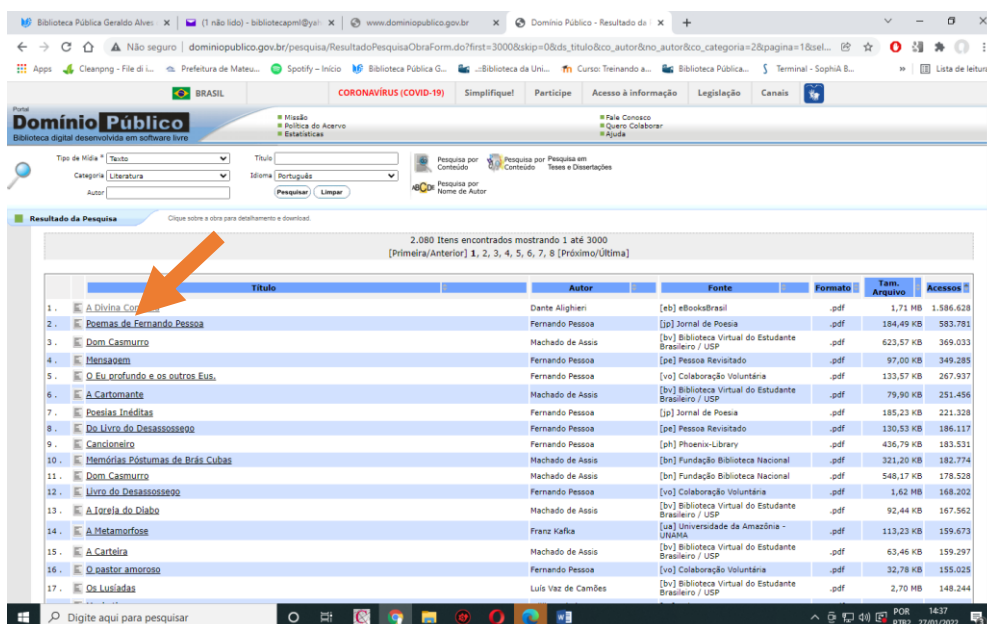 Biblioteca Pública Geraldo Alves
(1 não lido) - bibliotecapml@yah
www.dominiopublico.gov.br
Domínio Público - Resultado da
Não seguro | dominiopublico.gov.br/pesquisa/ResultadoPesquisaObraForm.do?first=3000&skip=0&ds_titulo&co_autor&no_autor&co_categoria=2&pagina=1&sel...
Apps Cleanpng - File di i... Prefeitura de Mateu... Spotify – Início Biblioteca Pública G... ..:Biblioteca da Uni... Curso: Treinando a... Biblioteca Pública... Terminal - SophiA B... » Lista de leitura
BRASIL CORONAVÍRUS (COVID-19) Simplifique! Participe Acesso à informação Legislação Canais
Portal
Domínio Público
Biblioteca digital desenvolvida em software livre
Missão
Política do Acervo
Estatísticas
Fale Conosco
Quero Colaborar
Ajuda
Tipo de Mídia * Texto Título
Categoria Literatura Idioma Português
Autor Pesquisar Limpar
Pesquisa por Conteúdo
Pesquisa por Conteúdo
Pesquisa em Teses e Dissertações
ABCDE Pesquisa por Nome de Autor
Resultado da Pesquisa Clique sobre a obra para detalhamento e download.
2.080 Itens encontrados mostrando 1 até 3000
[Primeira/Anterior] 1, 2, 3, 4, 5, 6, 7, 8 [Próximo/Última]
Título Autor Fonte Formato Tam. Arquivo Acessos
1 . A Divina Dante Alighieri [eb] eBooksBrasil .pdf 1,71 MB 1.586.628
2 . Poemas de Fernando Pessoa Fernando Pessoa [jp] Jornal de Poesia .pdf 184,49 KB 583.781
3 . Dom Casmurro Machado de Assis [bv] Biblioteca Virtual do Estudante Brasileiro / USP .pdf 623,57 KB 369.033
4 . Mensagem Fernando Pessoa [pe] Pessoa Revisitado .pdf 97,00 KB 349.285
5 . O Eu profundo e os outros Eus. Fernando Pessoa [vo] Colaboração Voluntária .pdf 133,57 KB 267.937
6 . A Cartomante Machado de Assis [bv] Biblioteca Virtual do Estudante Brasileiro / USP .pdf 79,90 KB 251.456
7 . Poesias Inéditas Fernando Pessoa [jp] Jornal de Poesia .pdf 185,23 KB 221.328
8 . Do Livro do Desassossego Fernando Pessoa [pe] Pessoa Revisitado .pdf 130,53 KB 186.117
9 . Cancioneiro Fernando Pessoa [ph] Phoenix-Library .pdf 436,79 KB 183.531
10 . Memórias Póstumas de Brás Cubas Machado de Assis [bn] Fundação Biblioteca Nacional .pdf 321,20 KB 182.774
11 . Dom Casmurro Machado de Assis [bn] Fundação Biblioteca Nacional .pdf 548,17 KB 178.528
12 . Livro do Desassossego Fernando Pessoa [vo] Colaboração Voluntária .pdf 1,62 MB 168.202
13 . A Igreja do Diabo Machado de Assis [bv] Biblioteca Virtual do Estudante Brasileiro / USP .pdf 92,44 KB 167.562
14 . A Metamorfose Franz Kafka [ua] Universidade da Amazônia - UNAMA .pdf 113,23 KB 159.673
15 . A Carteira Machado de Assis [bv] Biblioteca Virtual do Estudante Brasileiro / USP .pdf 63,46 KB 159.297
16 . O pastor amoroso Fernando Pessoa [vo] Colaboração Voluntária .pdf 32,78 KB 155.025
17 . Os Lusíadas Luís Vaz de Camões [bv] Biblioteca Virtual do Estudante Brasileiro / USP .pdf 2,70 MB 148.244
Digite aqui para pesquisar POR 14:37
PTB2 27/01/2022